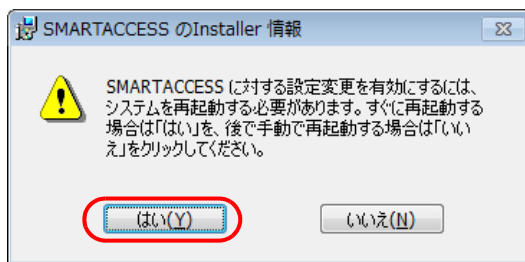 SMARTACCESS のInstaller 情報
SMARTACCESS に対する設定変更を有効にするには、
システムを再起動する必要があります。すぐに再起動する
場合は「はい」を、後で手動で再起動する場合は「いい
え」をクリックしてください。
はい(Y)
いいえ(N)